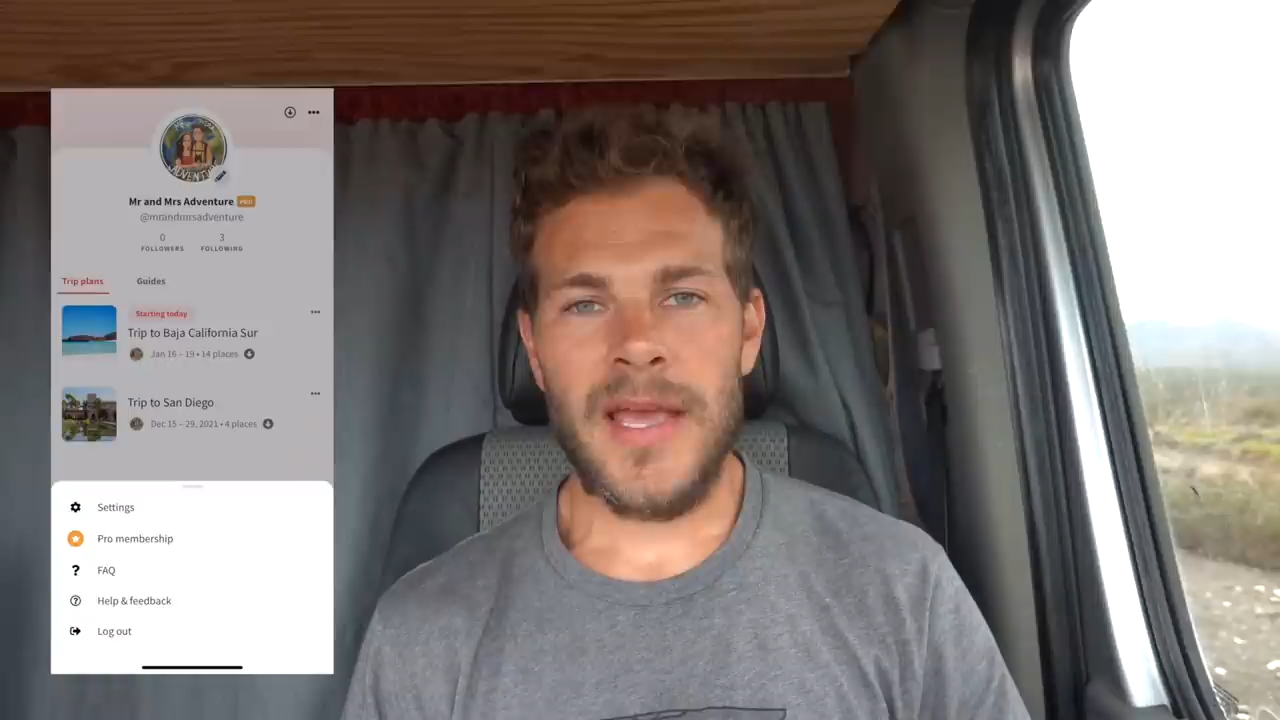 ADVENTURE
Mr and Mrs Adventure PRO
@mrandmrsadventure
0 3
FOLLOWERS FOLLOWING
Trip plans Guides
Starting today
Trip to Baja California Sur
Jan 16 – 19 • 14 places
Trip to San Diego
Dec 15 – 29, 2021 • 4 places
Settings
Pro membership
FAQ
Help & feedback
Log out